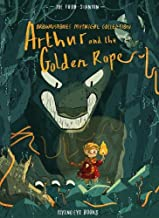 JOE TODD-STANTON
BROWNSTONE'S MYTHICAL COLLECTION
Arthur
and the
Golden Rope
FLYING EYE BOOKS